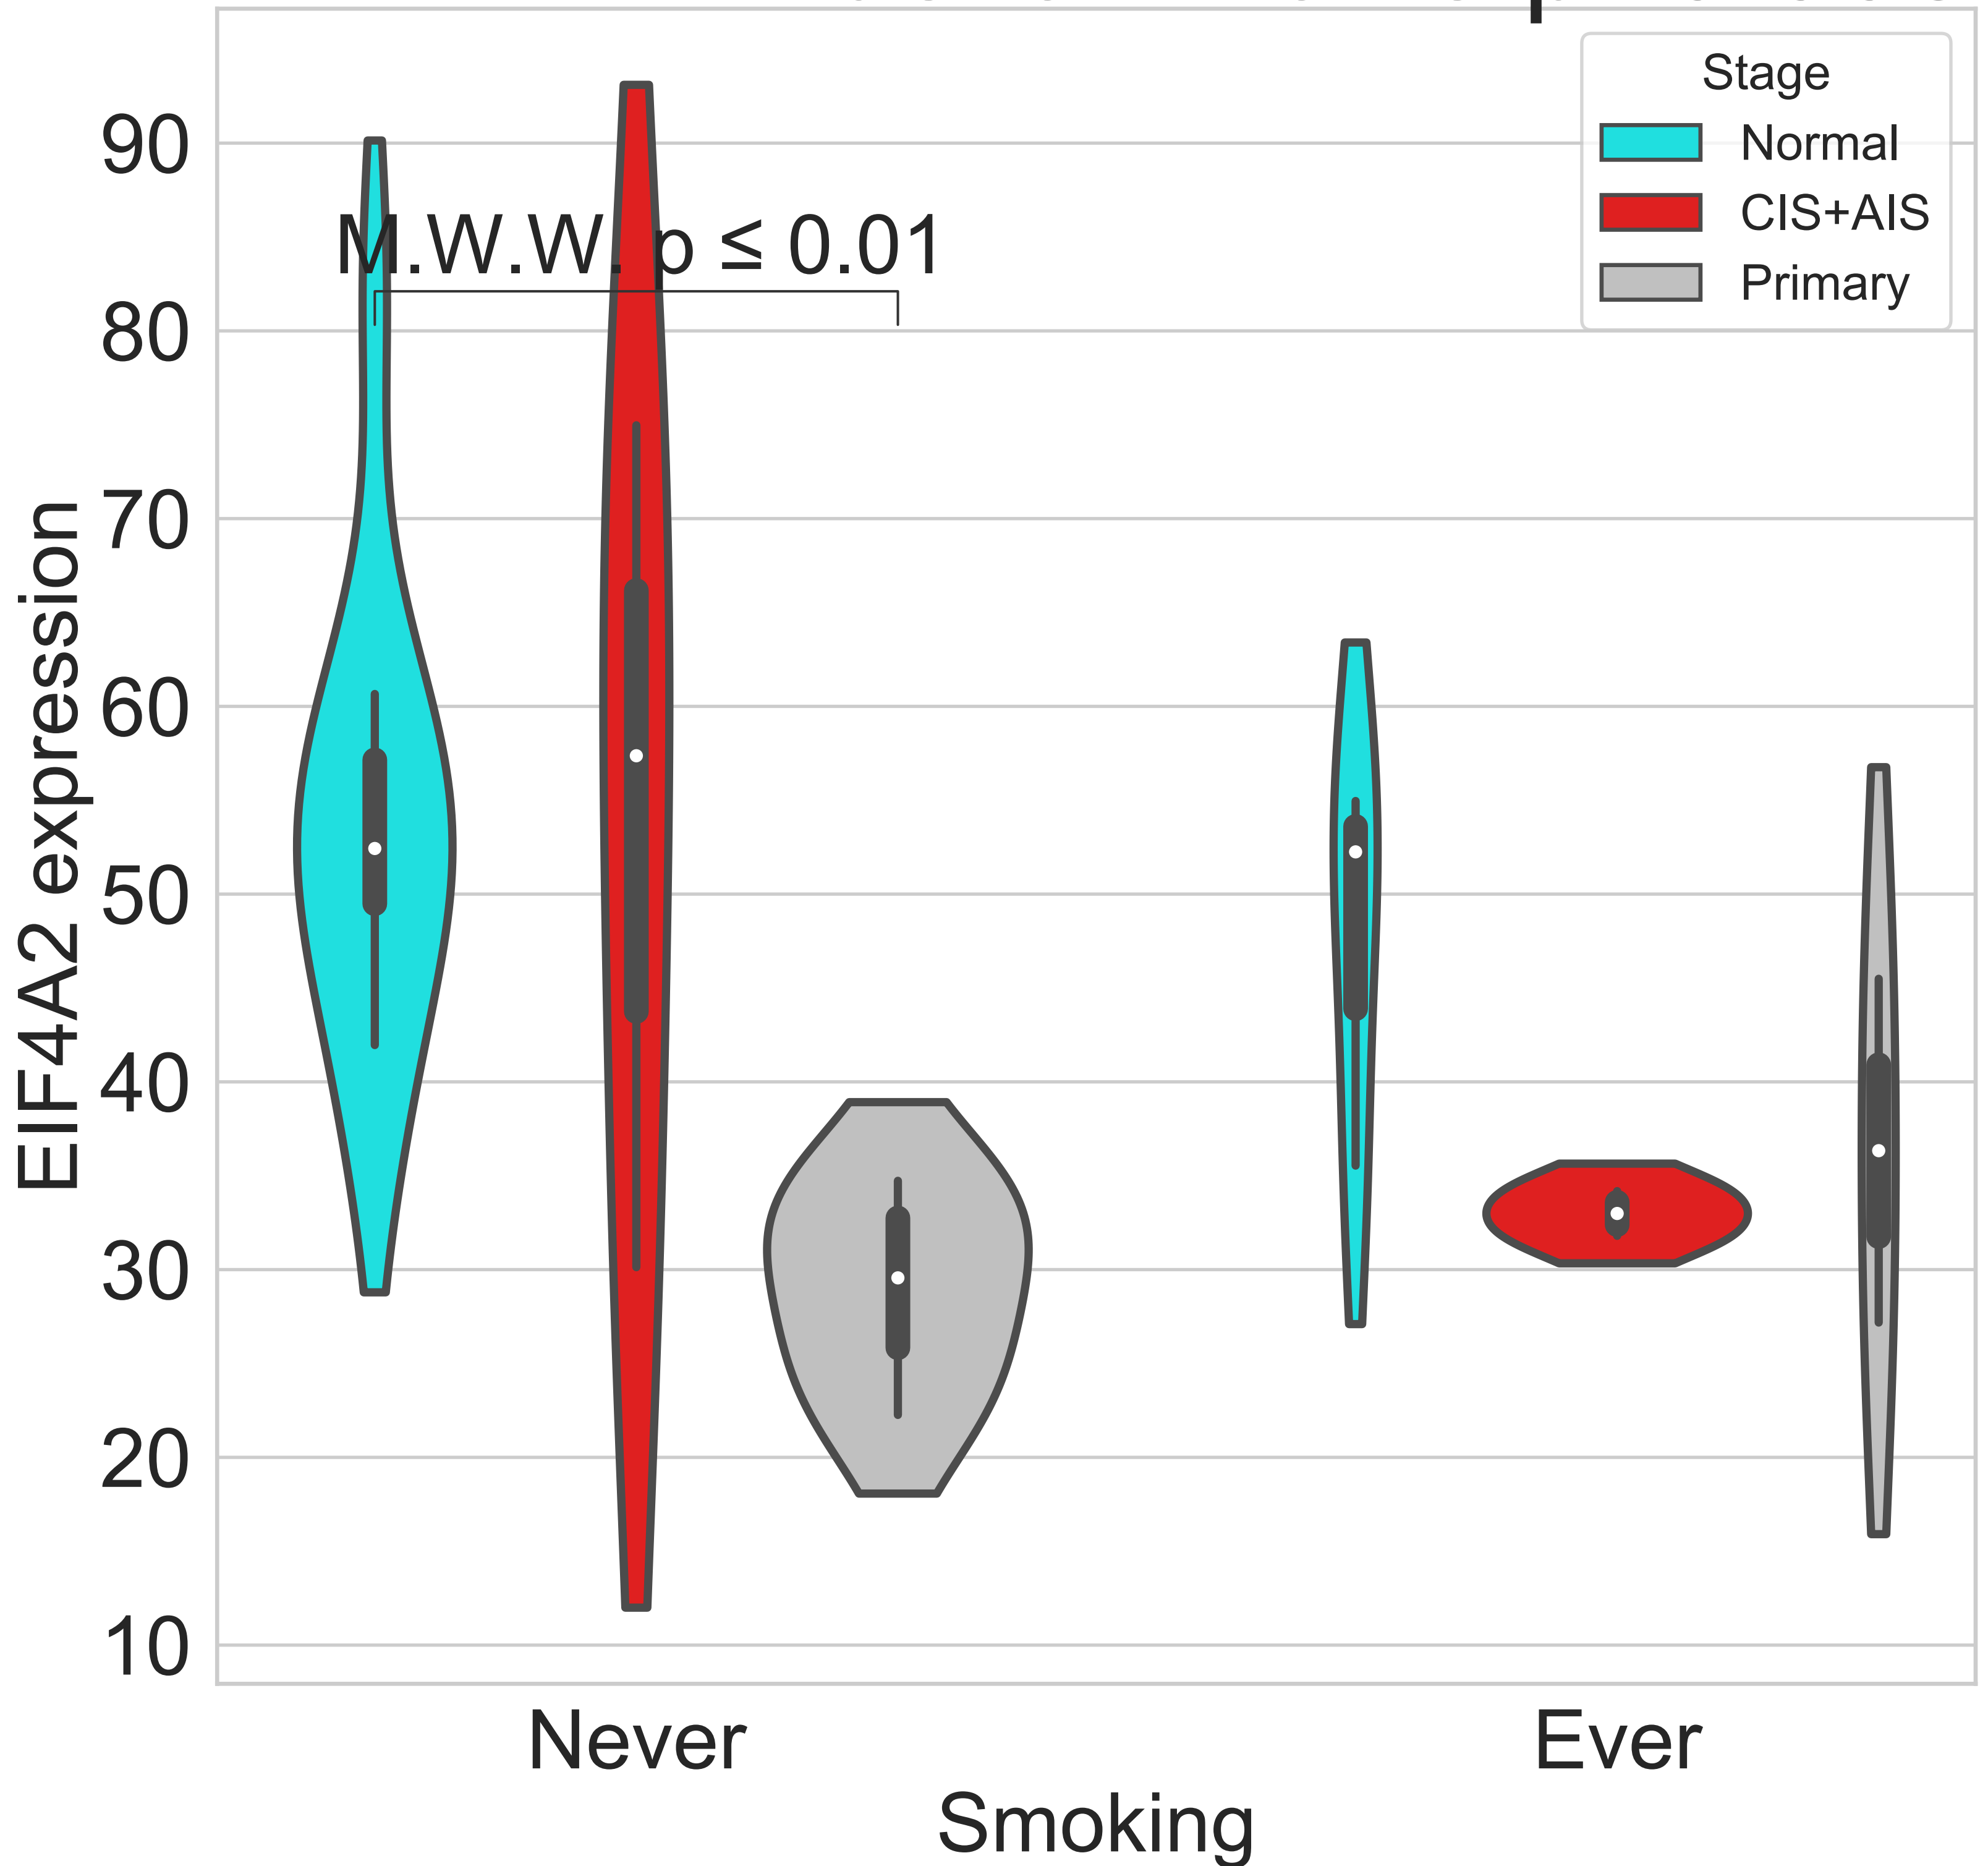 Stage
Normal
CIS+AIS
Primary
M.W.W. p ≤ 0.01
EIF4A2 expression
90
80
70
60
50
40
30
20
10
Never
Ever
Smoking